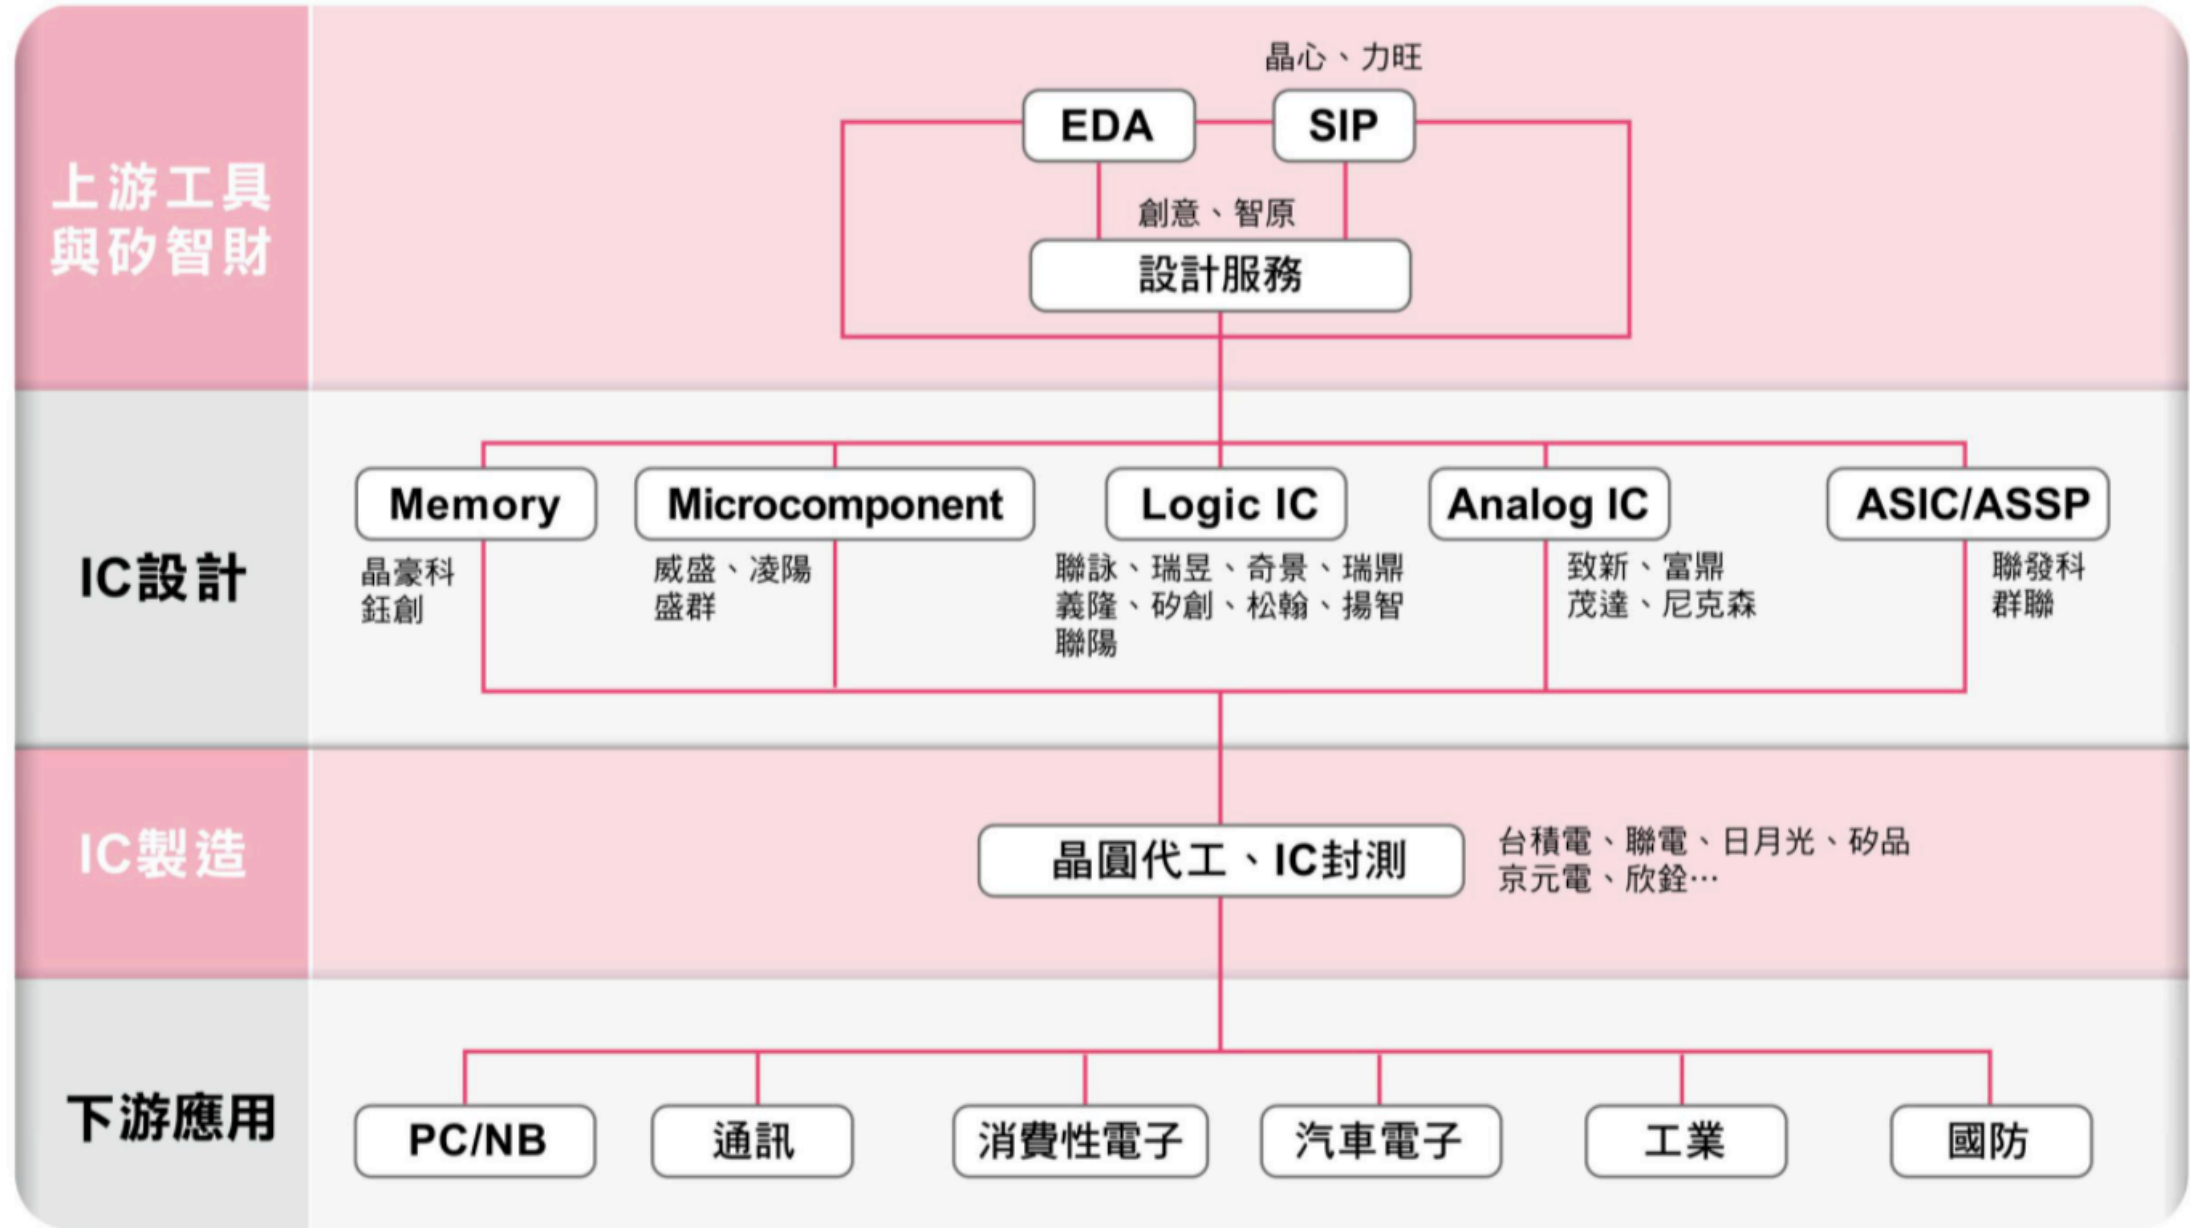 晶心、力旺
EDA
SIP
上游工具
與矽智財
創意、智原
設計服務
IC設計
Memory
晶豪科
鈺創
Microcomponent
威盛、凌陽
盛群
Logic IC
聯詠、瑞昱、奇景、瑞鼎
義隆、矽創、松翰、揚智
聯陽
Analog IC
致新、富鼎
茂達、尼克森
ASIC/ASSP
聯發科
群聯
IC製造
晶圓代工、IC封測
台積電、聯電、日月光、矽品
京元電、欣銓⋯
下游應用
PC/NB
通訊
消費性電子
汽車電子
工業
國防